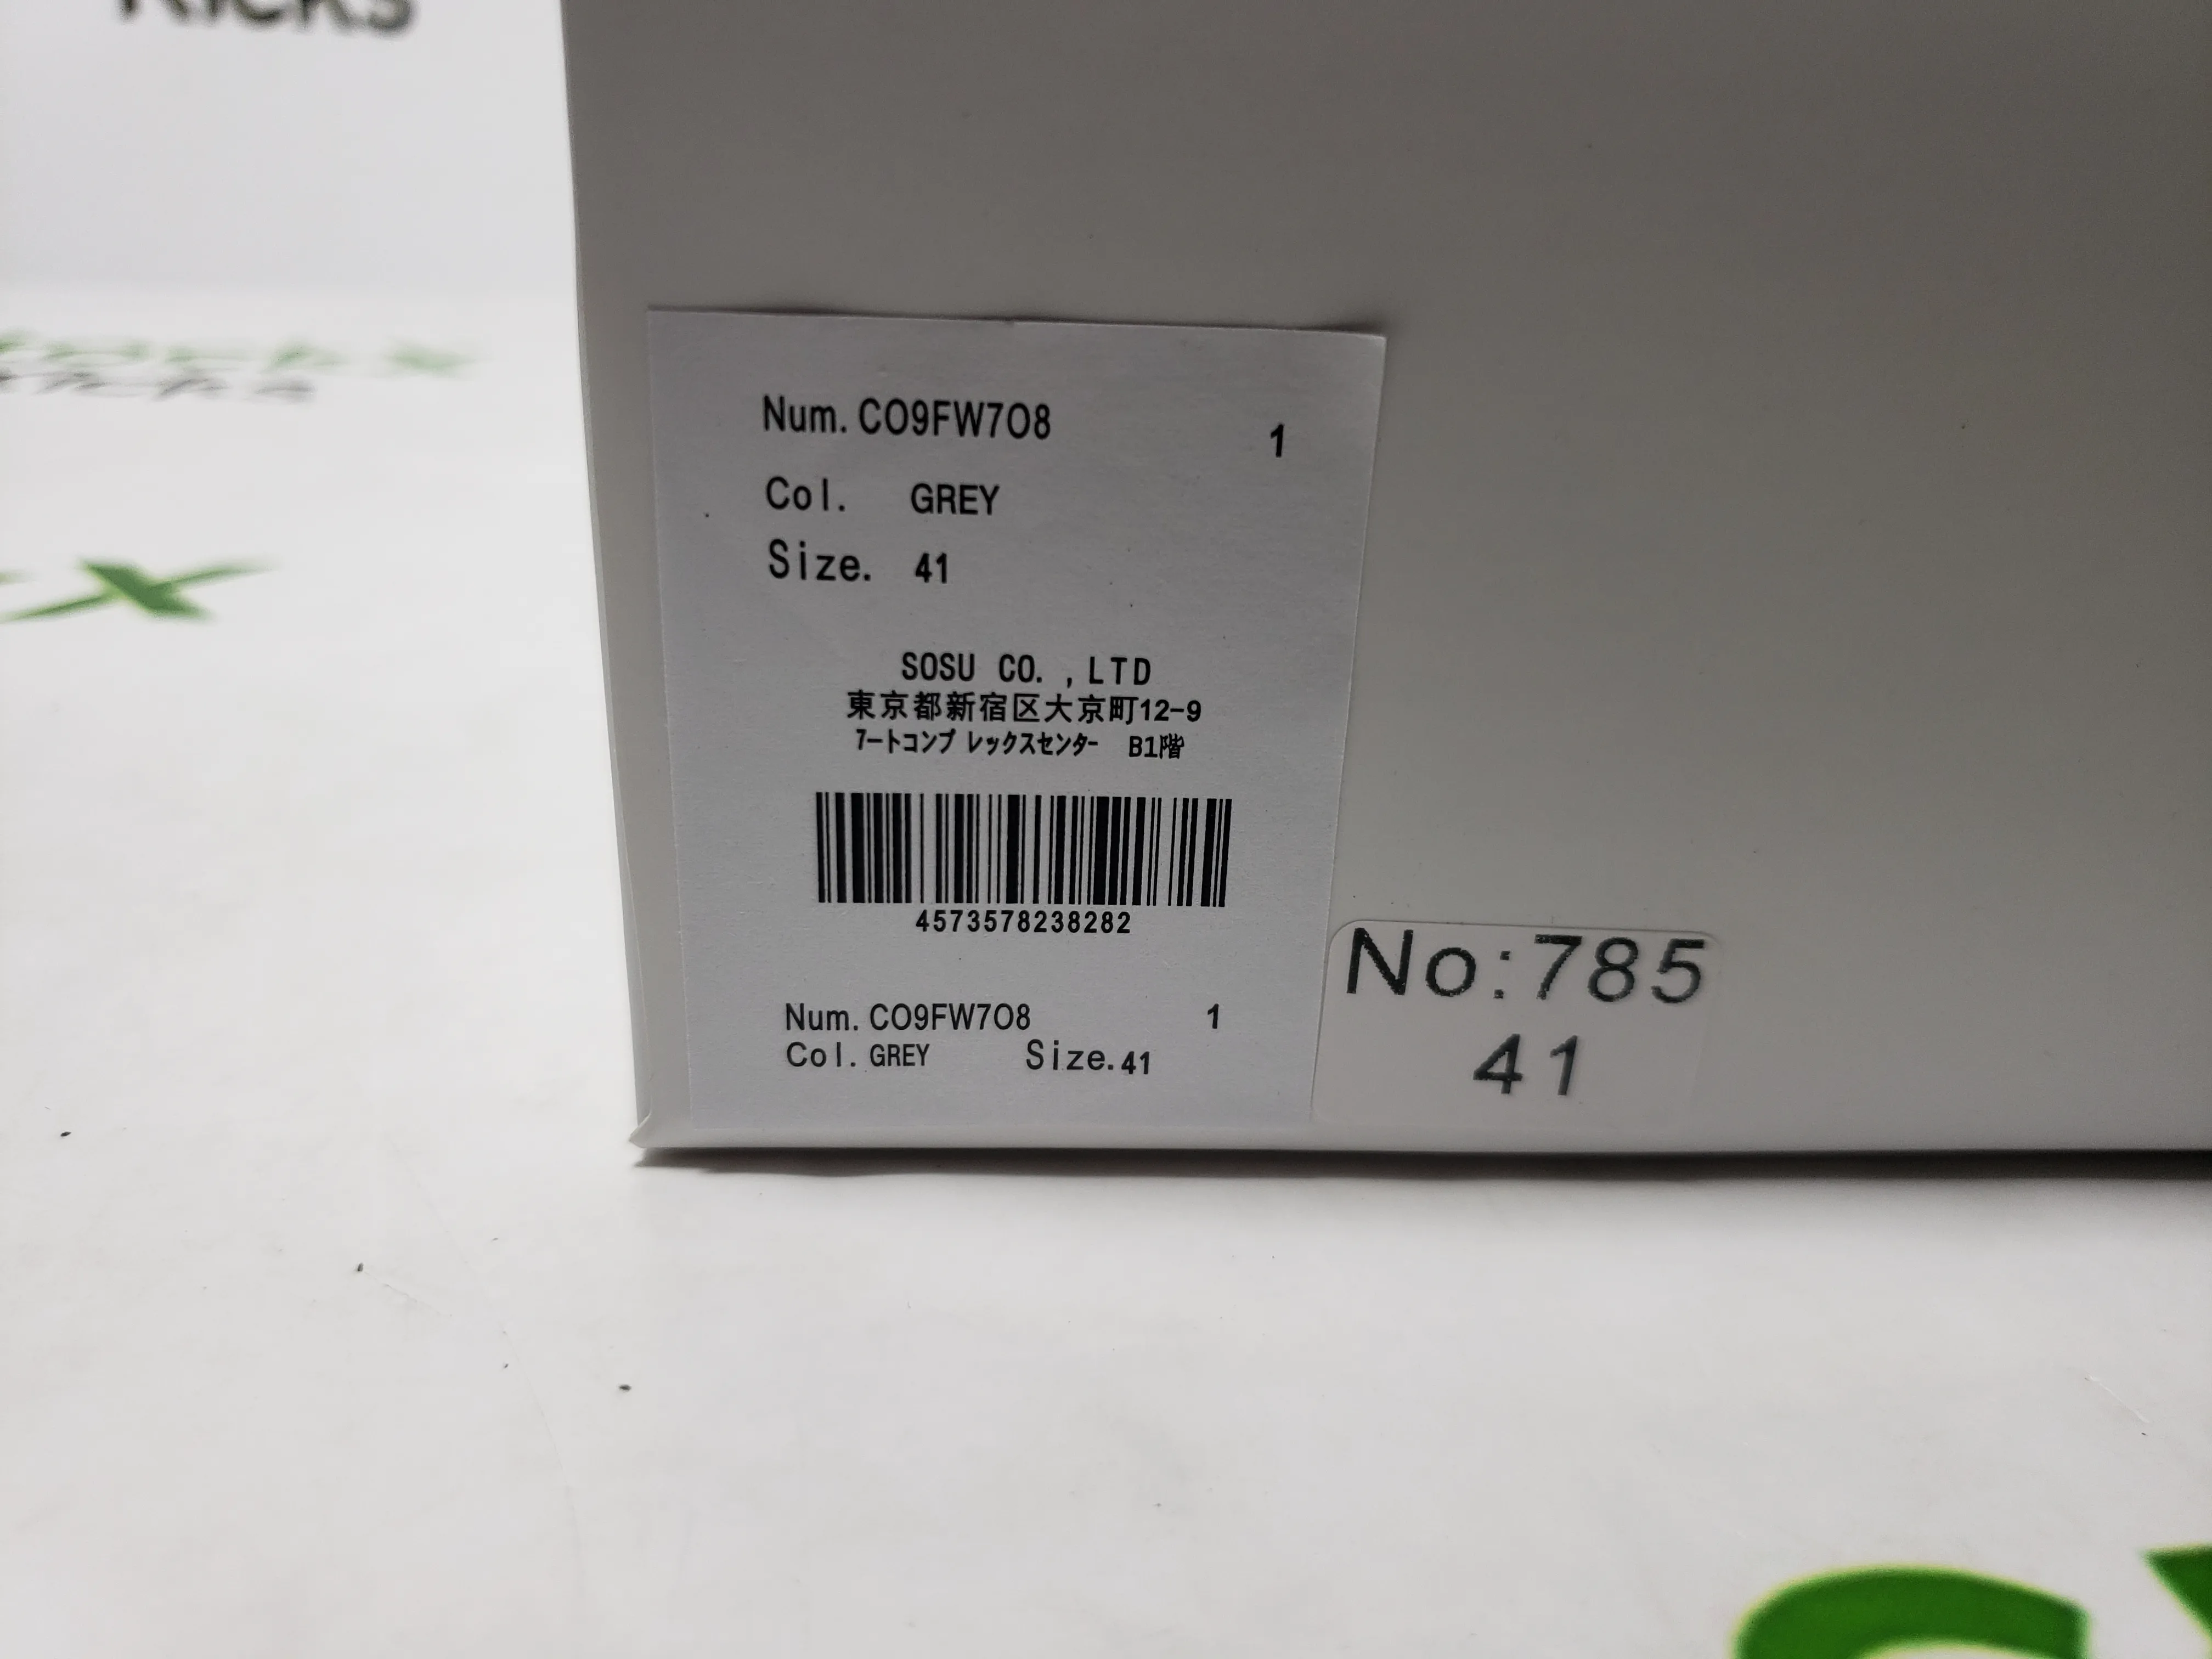 Kicks
Num. CO9FW7O8 1
Col. GREY
Size. 41
SOSU CO. ,LTD
東京都新宿区大京町12-9
ｱｰﾄｺﾝﾌﾟﾚｯｸｽｾﾝﾀｰ B1階
4573578238282
Num. CO9FW7O8 1
Col. GREY Size. 41
No:785
41